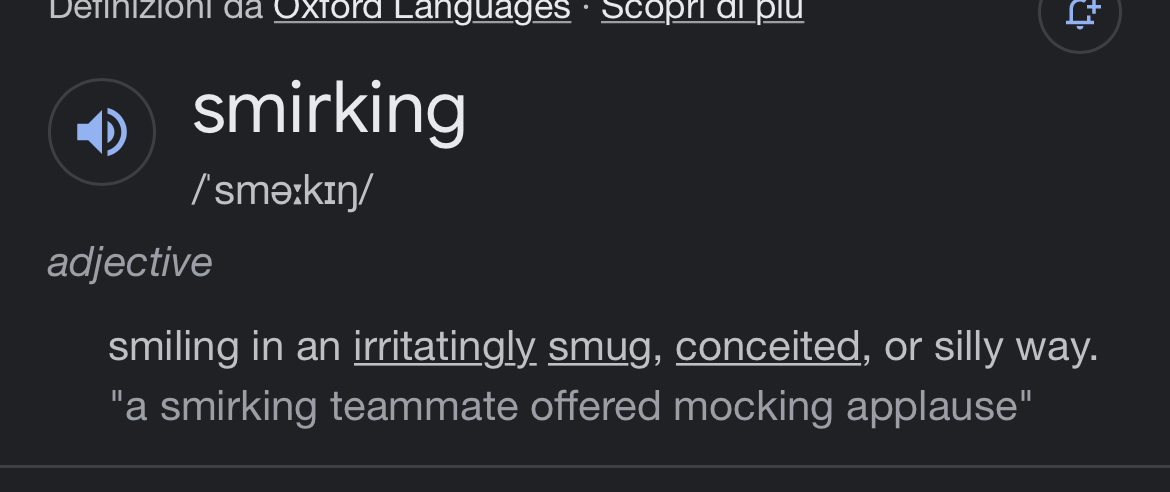 Definizioni da Oxford Languages · Scopri di più
smirking
/ˈsməːkɪŋ/
adjective
smiling in an irritatingly smug, conceited, or silly way.
"a smirking teammate offered mocking applause"